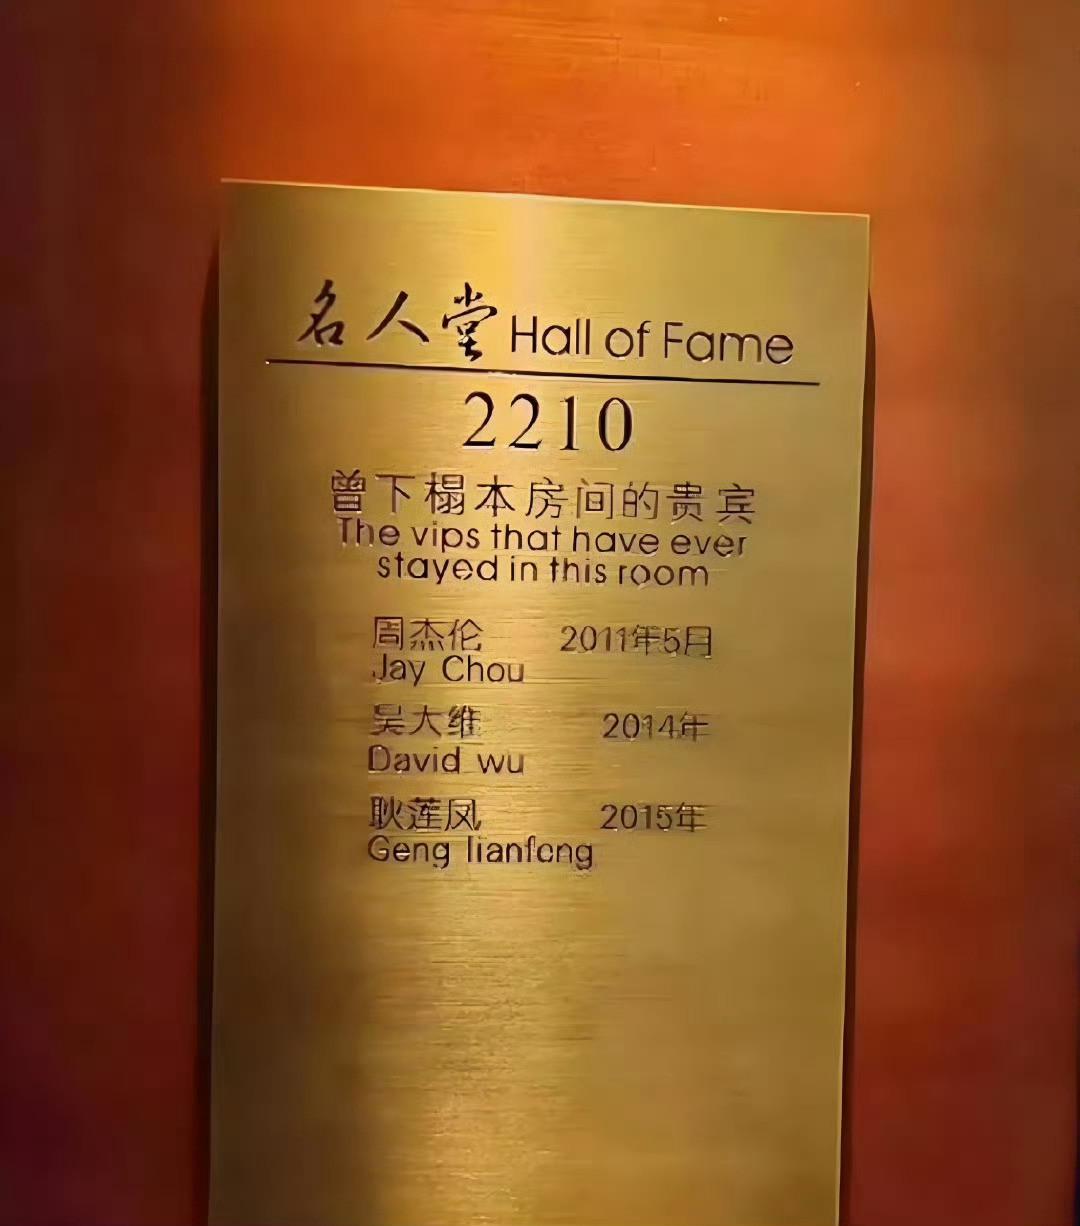 名人堂 Hall of Fame
2210
曾下榻本房间的贵宾
The vips that have ever
stayed in this room
周杰伦 2011年5月
Jay Chou
吴大维 2014年
David wu
耿莲凤 2015年
Geng lianfeng